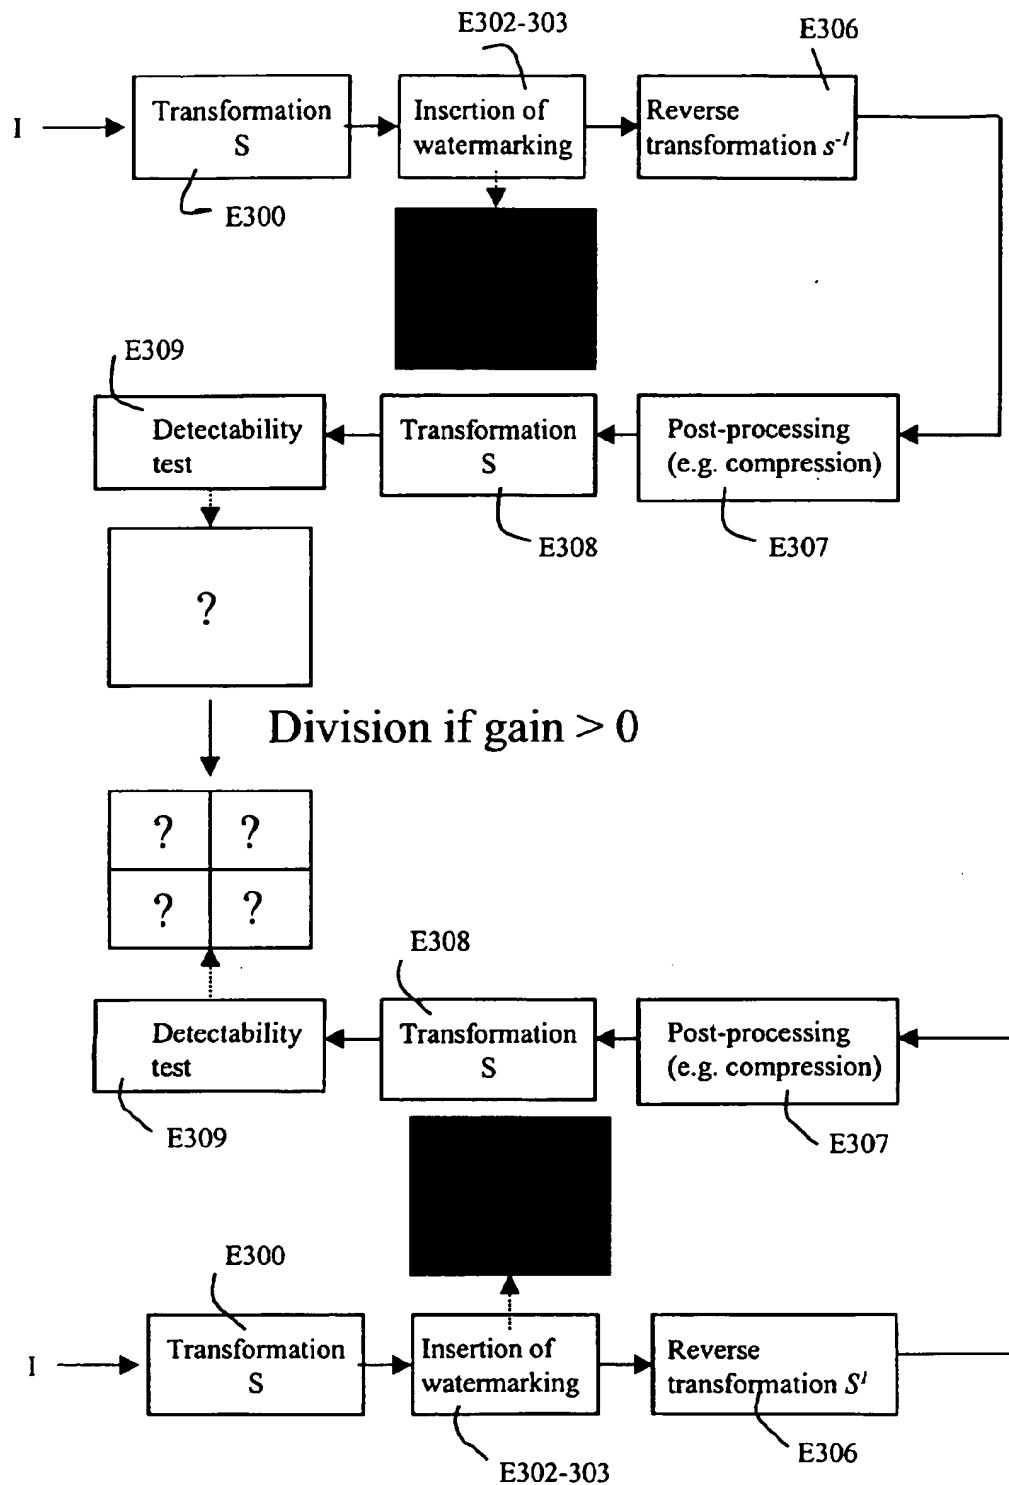 E302-303
E306
I
Transformation
S
Insertion of
watermarking
Reverse
transformation s⁻¹
E300
E309
Detectability
test
Transformation
S
Post-processing
(e.g. compression)
E308
E307
?
Division if gain > 0
? ?
? ?
E308
Detectability
test
Transformation
S
Post-processing
(e.g. compression)
E309
E307
E300
I
Transformation
S
Insertion of
watermarking
Reverse
transformation S¹
E302-303
E306